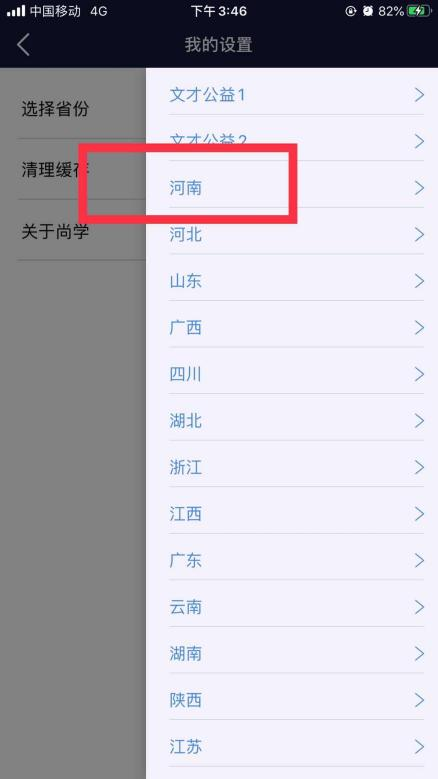 中国移动 4G 下午3:46 82%
我的设置
选择省份
清理缓存
关于尚学
文才公益1
文才公益2
河南
河北
山东
广西
四川
湖北
浙江
江西
广东
云南
湖南
陕西
江苏